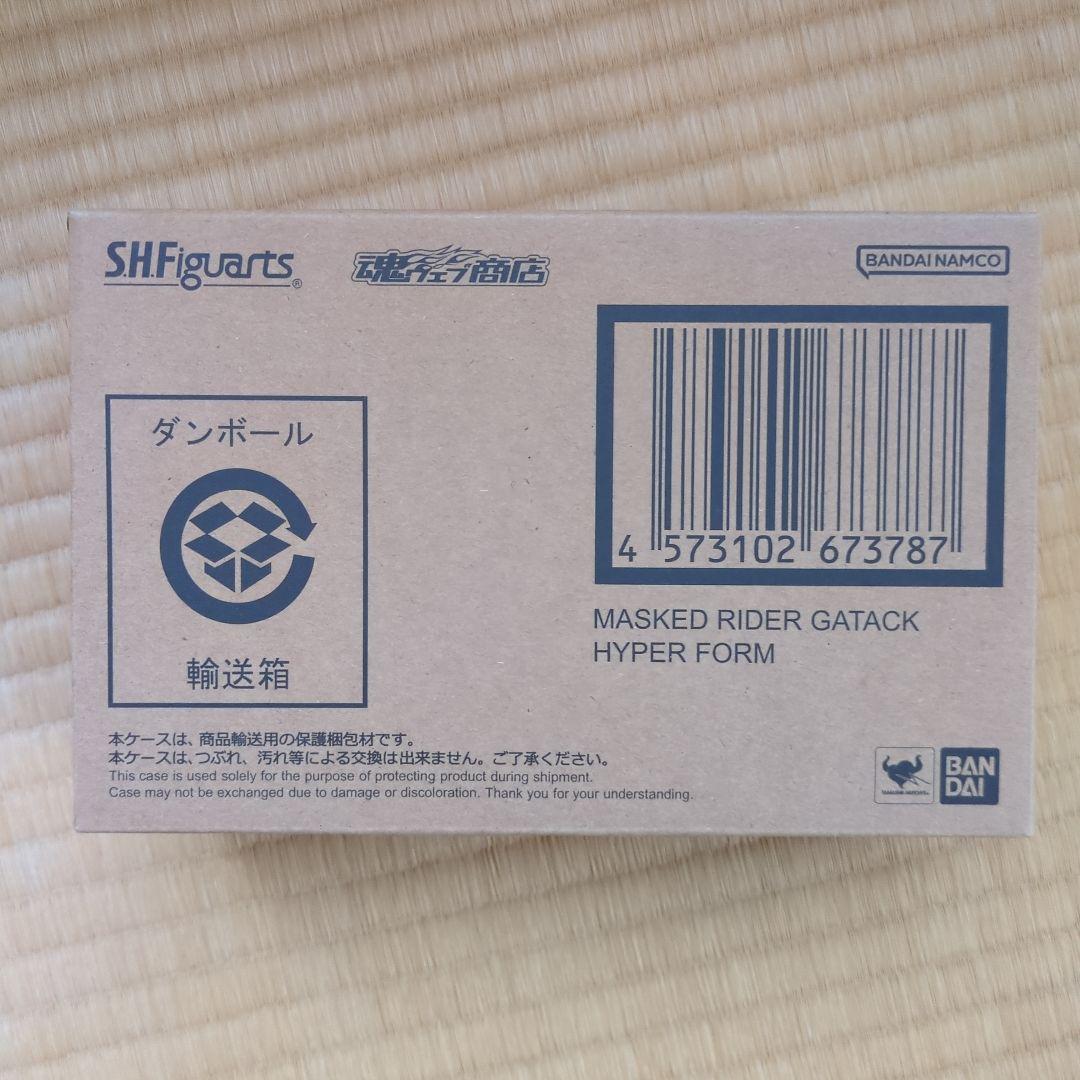 S.H.Figuarts®
魂ウェブ商店
BANDAI NAMCO
ダンボール
輸送箱
4 573102 673787
MASKED RIDER GATACK
HYPER FORM
本ケースは、商品輸送用の保護梱包材です。
本ケースは、つぶれ、汚れ等による交換は出来ません。ご了承ください。
This case is used solely for the purpose of protecting product during shipment.
Case may not be exchanged due to damage or discoloration. Thank you for your understanding.
TAMASHII NATIONS
BAN
DAI